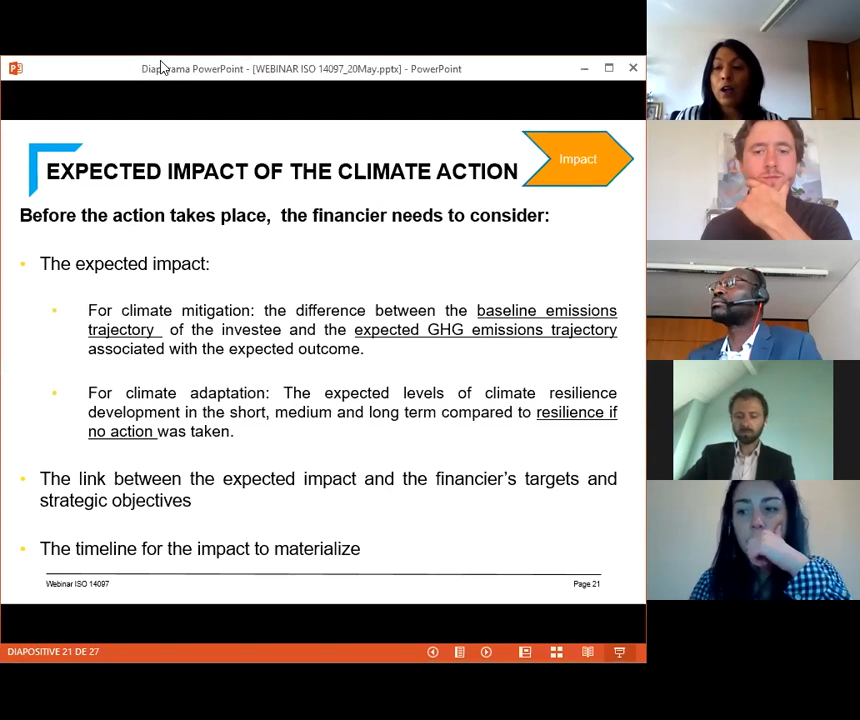 Diaporama PowerPoint - [WEBINAR ISO 14097_20May.pptx] - PowerPoint
Impact
EXPECTED IMPACT OF THE CLIMATE ACTION
Before the action takes place, the financier needs to consider:
• The expected impact:
• For climate mitigation: the difference between the baseline emissions
trajectory of the investee and the expected GHG emissions trajectory
associated with the expected outcome.
• For climate adaptation: The expected levels of climate resilience
development in the short, medium and long term compared to resilience if
no action was taken.
• The link between the expected impact and the financier's targets and
strategic objectives
• The timeline for the impact to materialize
Webinar ISO 14097
Page 21
DIAPOSITIVE 21 DE 27